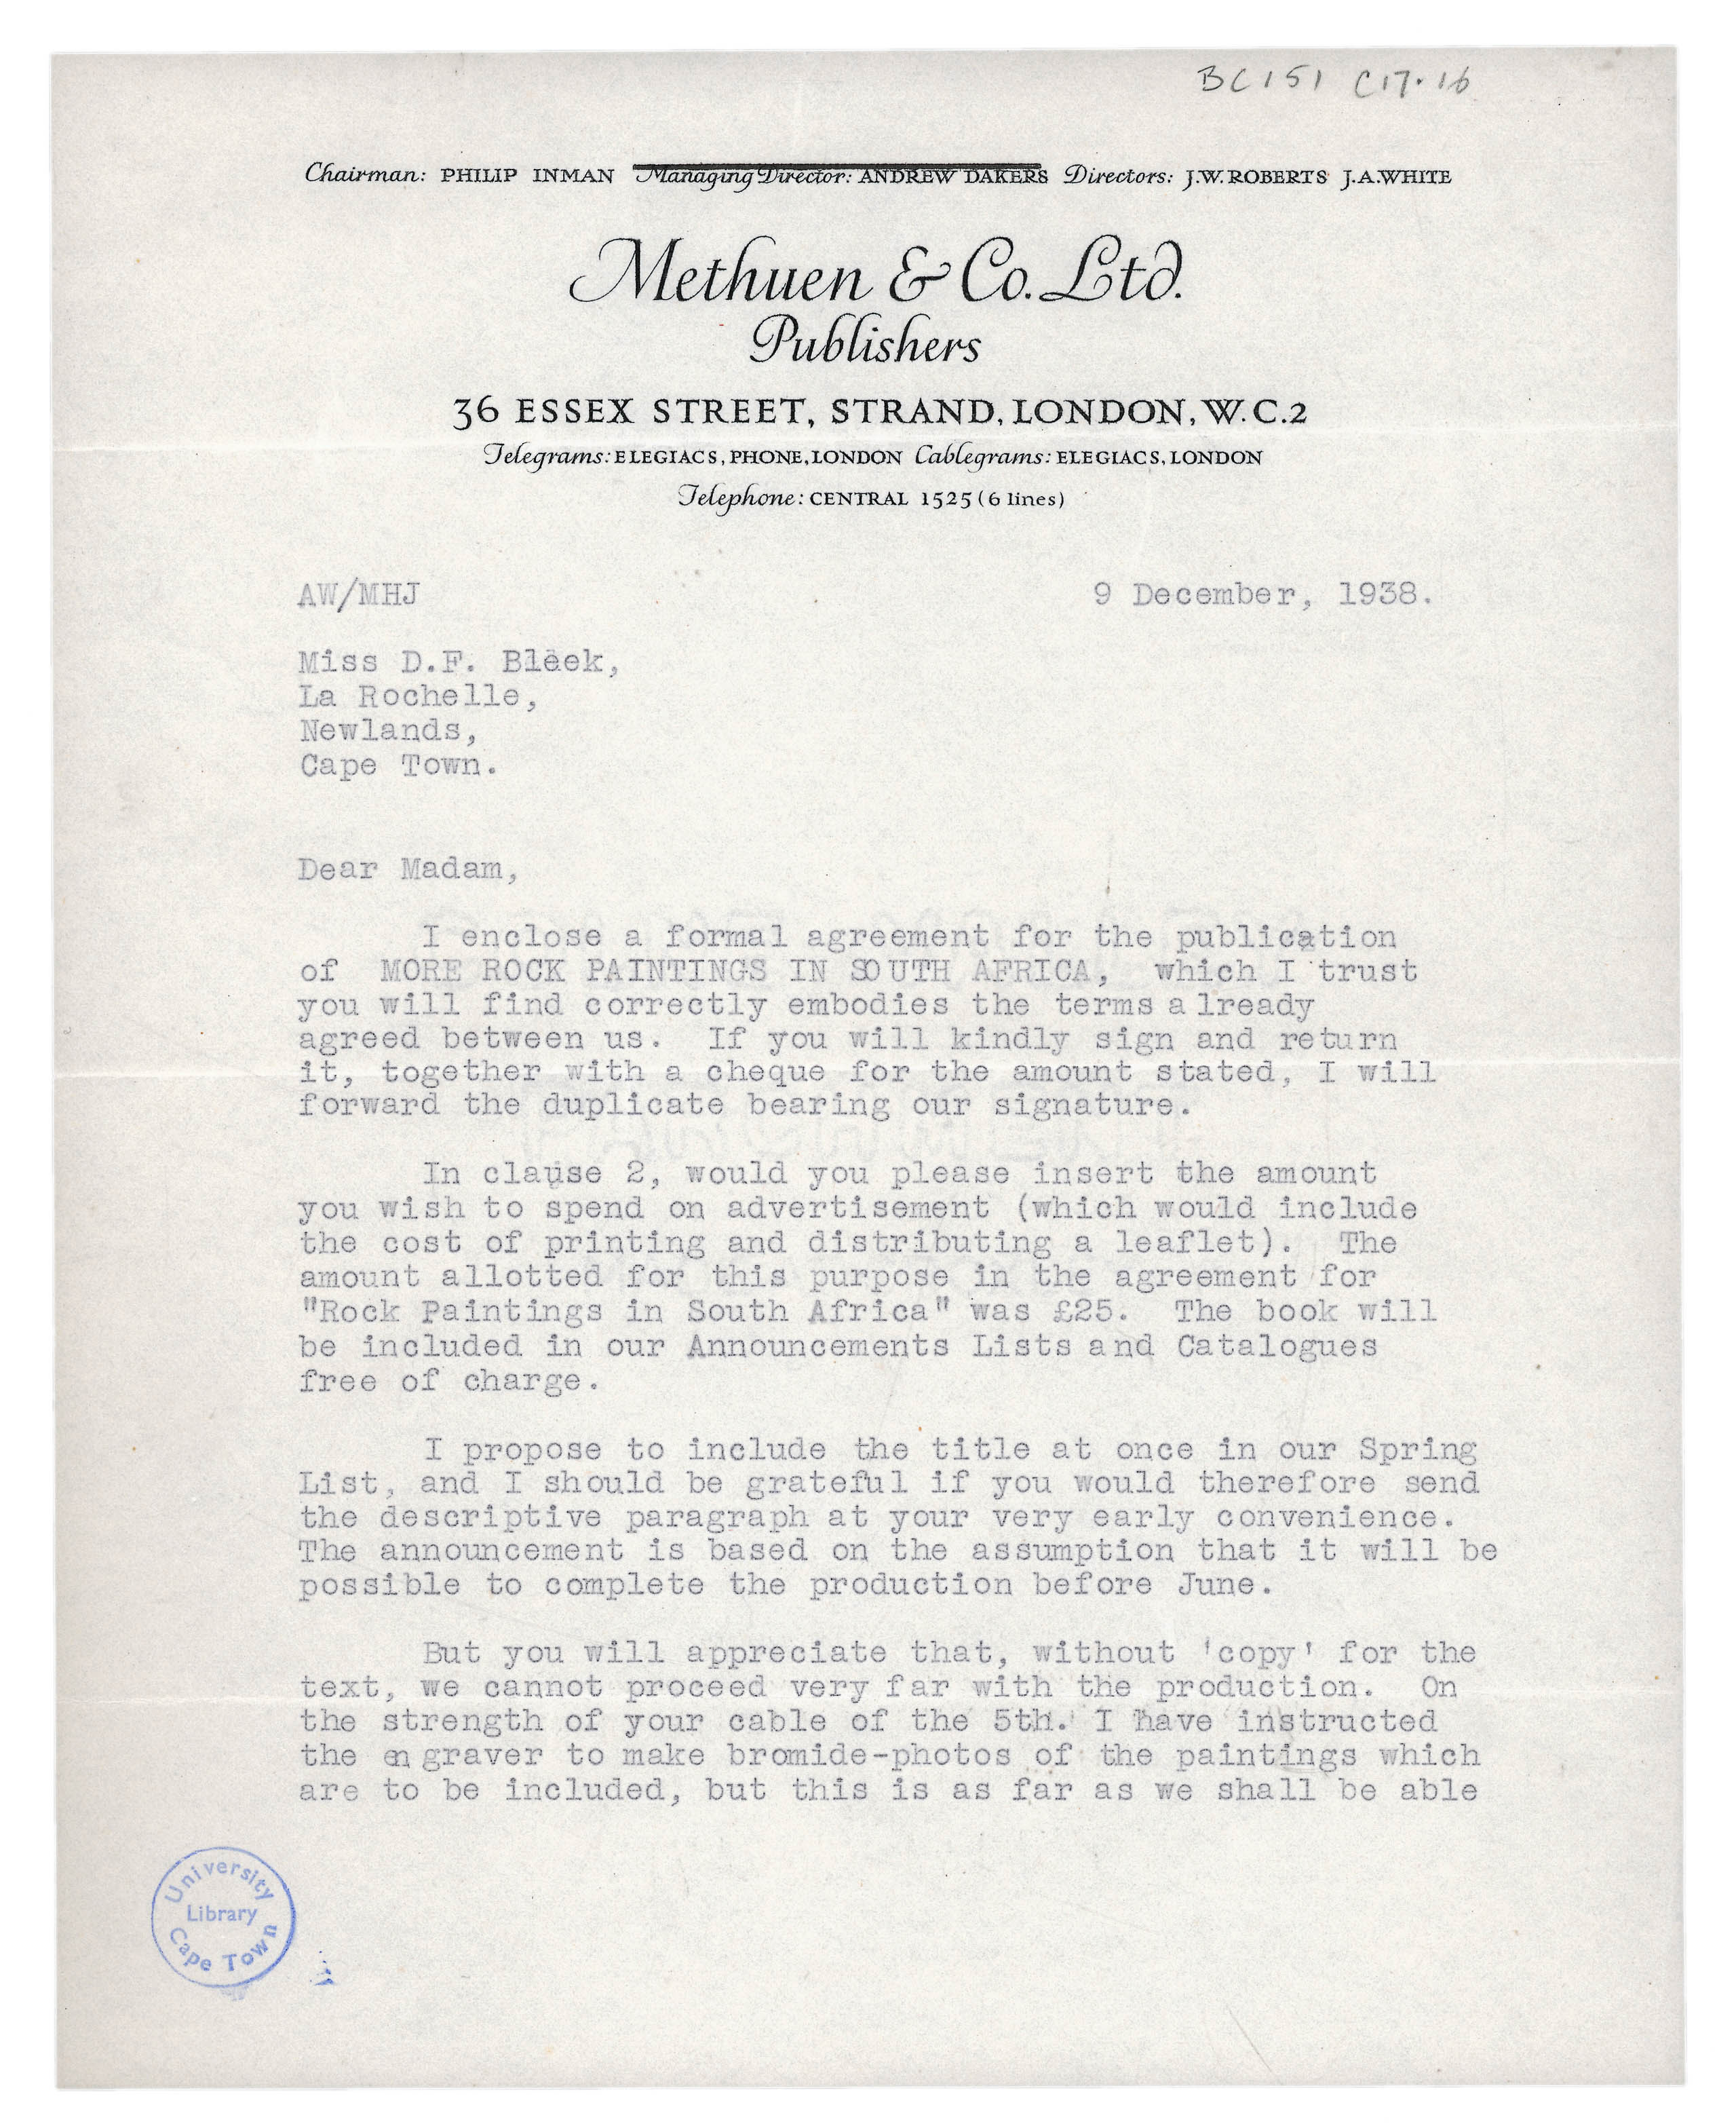 BC151 C17.16
Chairman: PHILIP INMAN Managing Director: ANDREW DAKERS Directors: J.W. ROBERTS J.A. WHITE
Methuen & Co. Ltd.
Publishers
36 ESSEX STREET, STRAND, LONDON, W.C.2
Telegrams: ELEGIACS, PHONE, LONDON Cablegrams: ELEGIACS, LONDON
Telephone: CENTRAL 1525 (6 lines)
AW/MHJ 9 December, 1938.
Miss D.F. Bleek,
La Rochelle,
Newlands,
Cape Town.
Dear Madam,
I enclose a formal agreement for the publication
of MORE ROCK PAINTINGS IN SOUTH AFRICA, which I trust
you will find correctly embodies the terms already
agreed between us. If you will kindly sign and return
it, together with a cheque for the amount stated, I will
forward the duplicate bearing our signature.
In clause 2, would you please insert the amount
you wish to spend on advertisement (which would include
the cost of printing and distributing a leaflet). The
amount allotted for this purpose in the agreement for
"Rock Paintings in South Africa" was £25. The book will
be included in our Announcements Lists and Catalogues
free of charge.
I propose to include the title at once in our Spring
List, and I should be grateful if you would therefore send
the descriptive paragraph at your very early convenience.
The announcement is based on the assumption that it will be
possible to complete the production before June.
But you will appreciate that, without 'copy' for the
text, we cannot proceed very far with the production. On
the strength of your cable of the 5th. I have instructed
the engraver to make bromide-photos of the paintings which
are to be included, but this is as far as we shall be able
University
Library
Cape Town